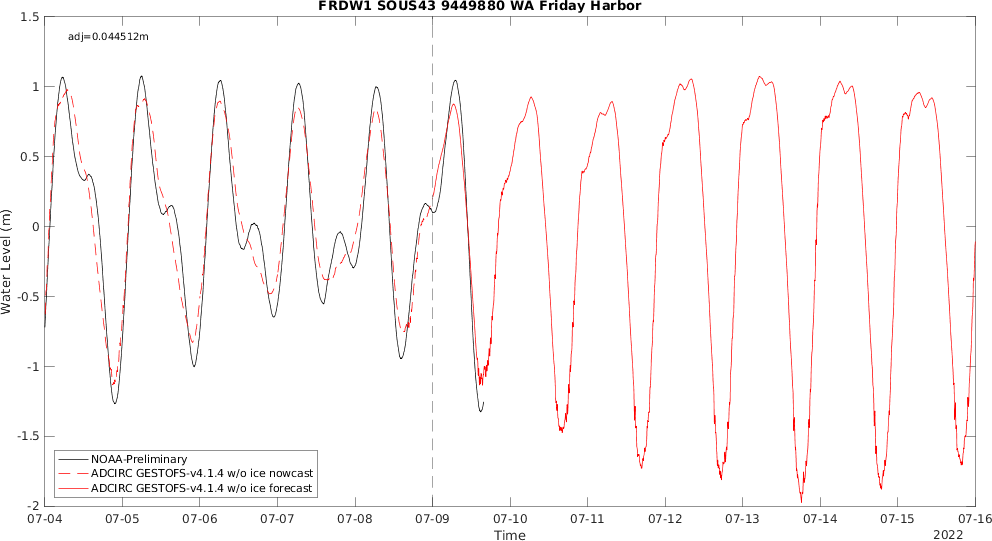 FRDW1 SOUS43 9449880 WA Friday Harbor
adj=0.044512m
1.5
1
0.5
0
-0.5
-1
-1.5
-2
Water Level (m)
NOAA-Preliminary
ADCIRC GESTOFS-v4.1.4 w/o ice nowcast
ADCIRC GESTOFS-v4.1.4 w/o ice forecast
07-04 07-05 07-06 07-07 07-08 07-09 07-10 07-11 07-12 07-13 07-14 07-15 07-16
Time
2022